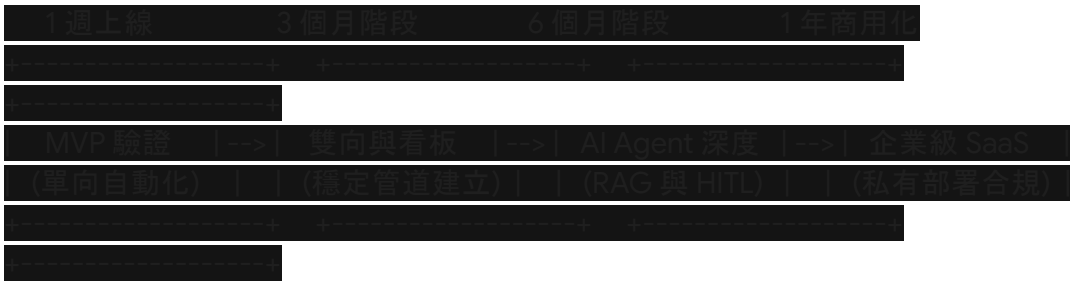 1 週上線 3 個月階段 6 個月階段 1 年商用化
+-------------------+ +-------------------+ +-------------------+
+-------------------+
| MVP 驗證 |-->| 雙向與看板 |-->| AI Agent 深度 |-->| 企業級 SaaS
| (單向自動化) | | (穩定管道建立) | | (RAG 與 HITL) | | (私有部署合規)
+-------------------+ +-------------------+ +-------------------+
+-------------------+